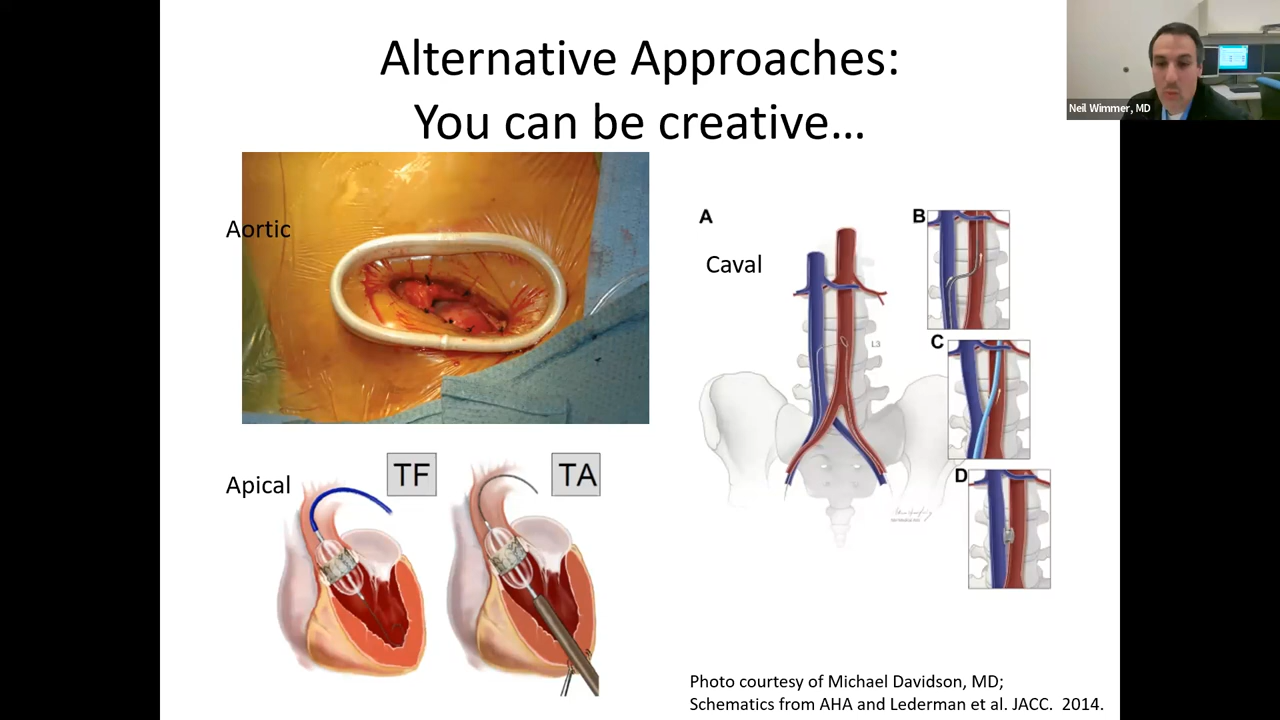 Alternative Approaches:
You can be creative…
Neil Wimmer, MD
Aortic
A
Caval
B
L3
C
D
Apical
TF
TA
Photo courtesy of Michael Davidson, MD;
Schematics from AHA and Lederman et al. JACC. 2014.